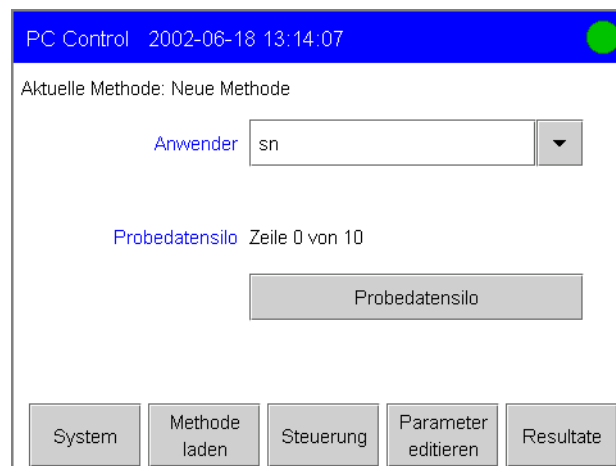 PC Control 2002-06-18 13:14:07
Aktuelle Methode: Neue Methode
Anwender sn
Probedatensilo Zeile 0 von 10
Probedatensilo
System
Methode
laden
Steuerung
Parameter
editieren
Resultate